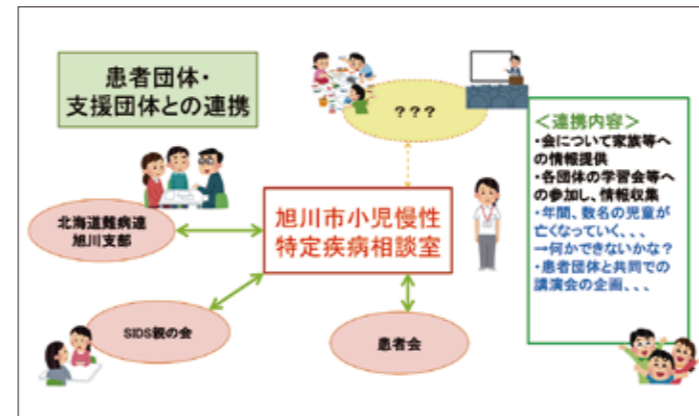 患者団体・
支援団体との連携
???
<連携内容>
・会について家族等へ
の情報提供
・各団体の学習会等へ
の参加し、情報収集
・年間、数名の児童が
亡くなっていく、、、
→何かできないかな？
・患者団体と共同での
講演会の企画、、、
北海道難病連
旭川支部
旭川市小児慢性
特定疾病相談室
SIDS親の会
患者会